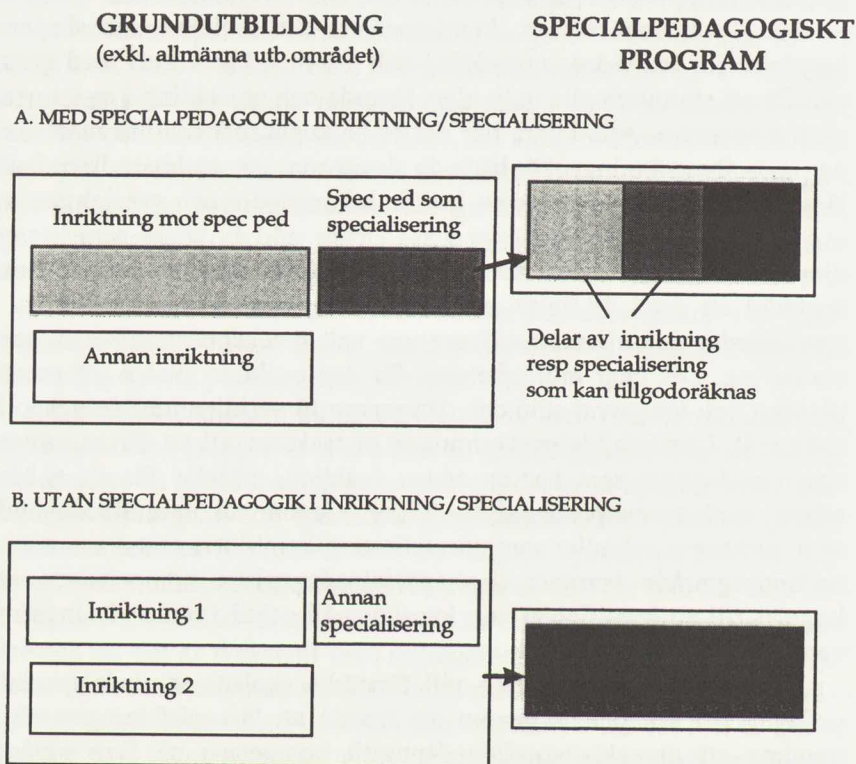 GRUNDUTBILDNING
(exkl. allmänna utb.området)
SPECIALPEDAGOGISKT
PROGRAM
A. MED SPECIALPEDAGOGIK I INRIKTNING/SPECIALISERING
Inriktning mot spec ped
Spec ped som
specialisering
Annan inriktning
Delar av inriktning
resp specialisering
som kan tillgodoräknas
B. UTAN SPECIALPEDAGOGIK I INRIKTNING/SPECIALISERING
Inriktning 1
Annan
specialisering
Inriktning 2